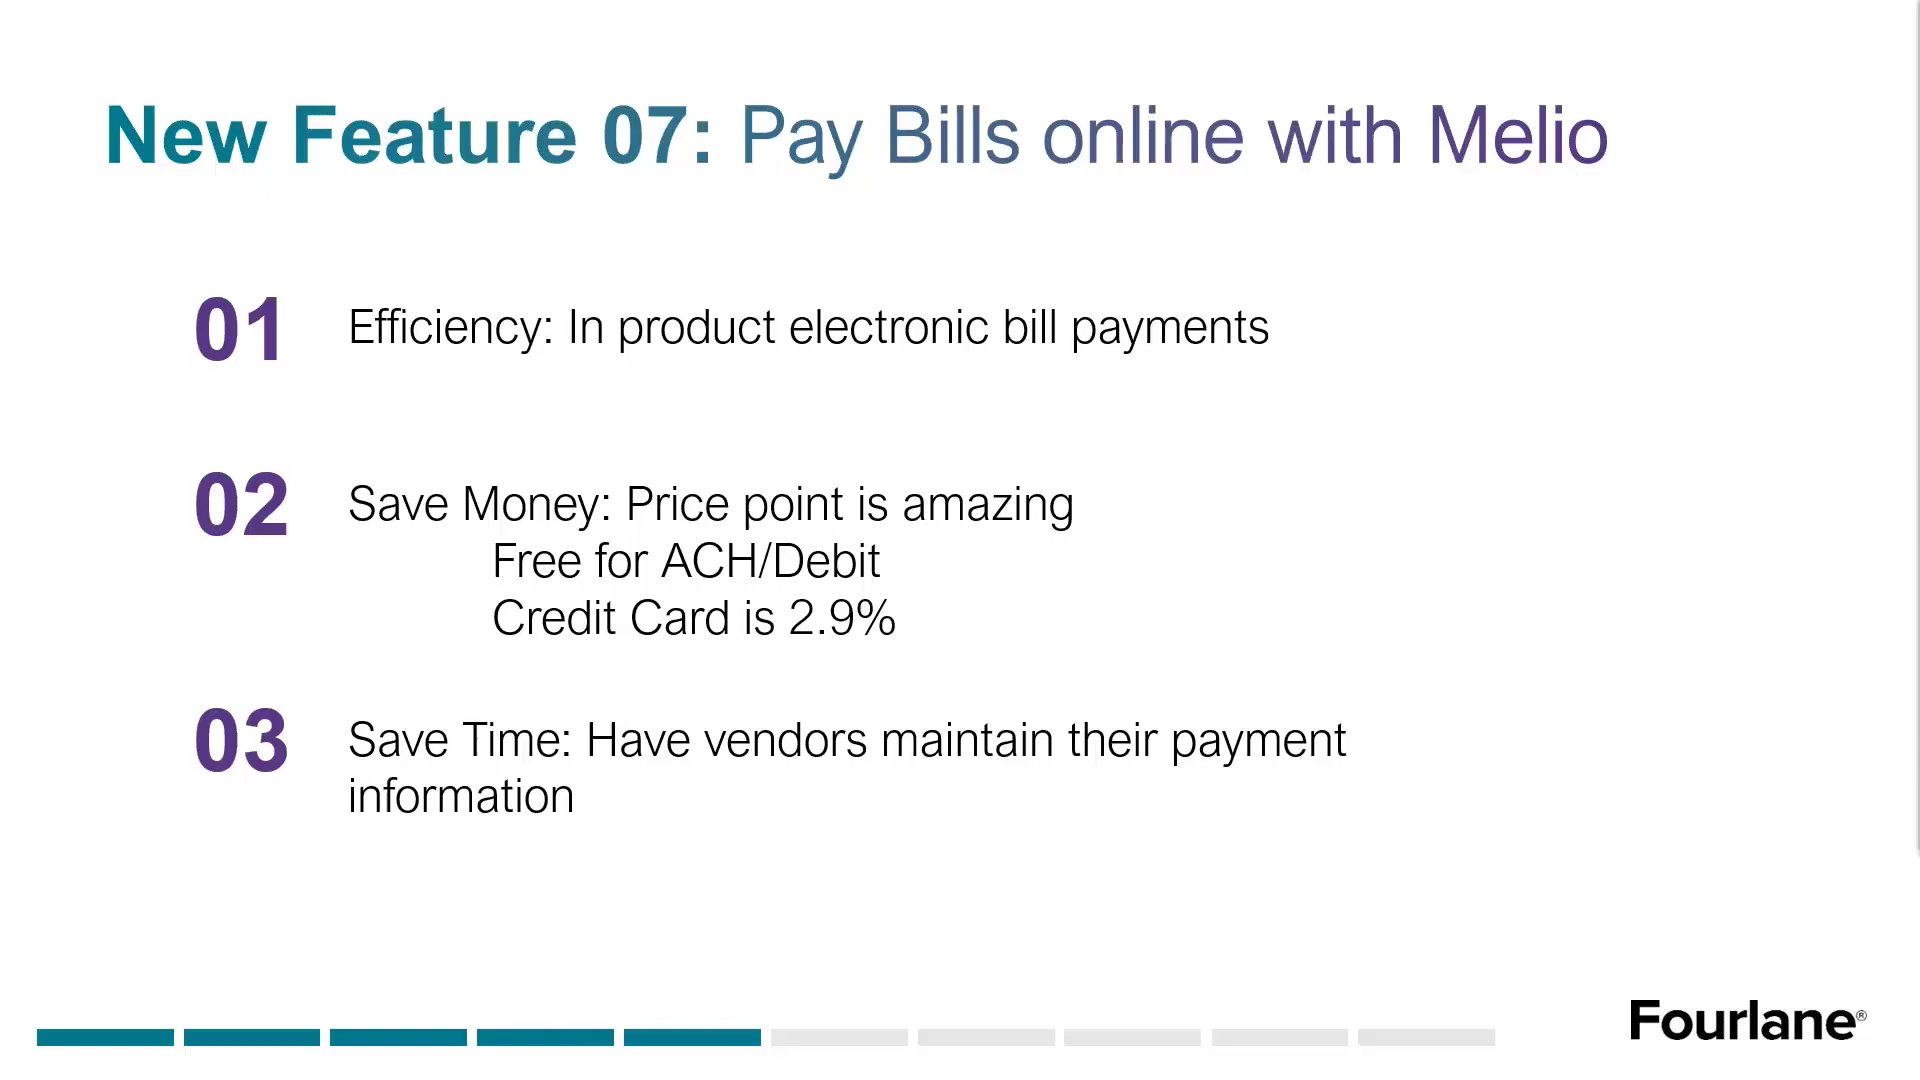 New Feature 07: Pay Bills online with Melio
01 Efficiency: In product electronic bill payments
02 Save Money: Price point is amazing
Free for ACH/Debit
Credit Card is 2.9%
03 Save Time: Have vendors maintain their payment
information
Fourlane®